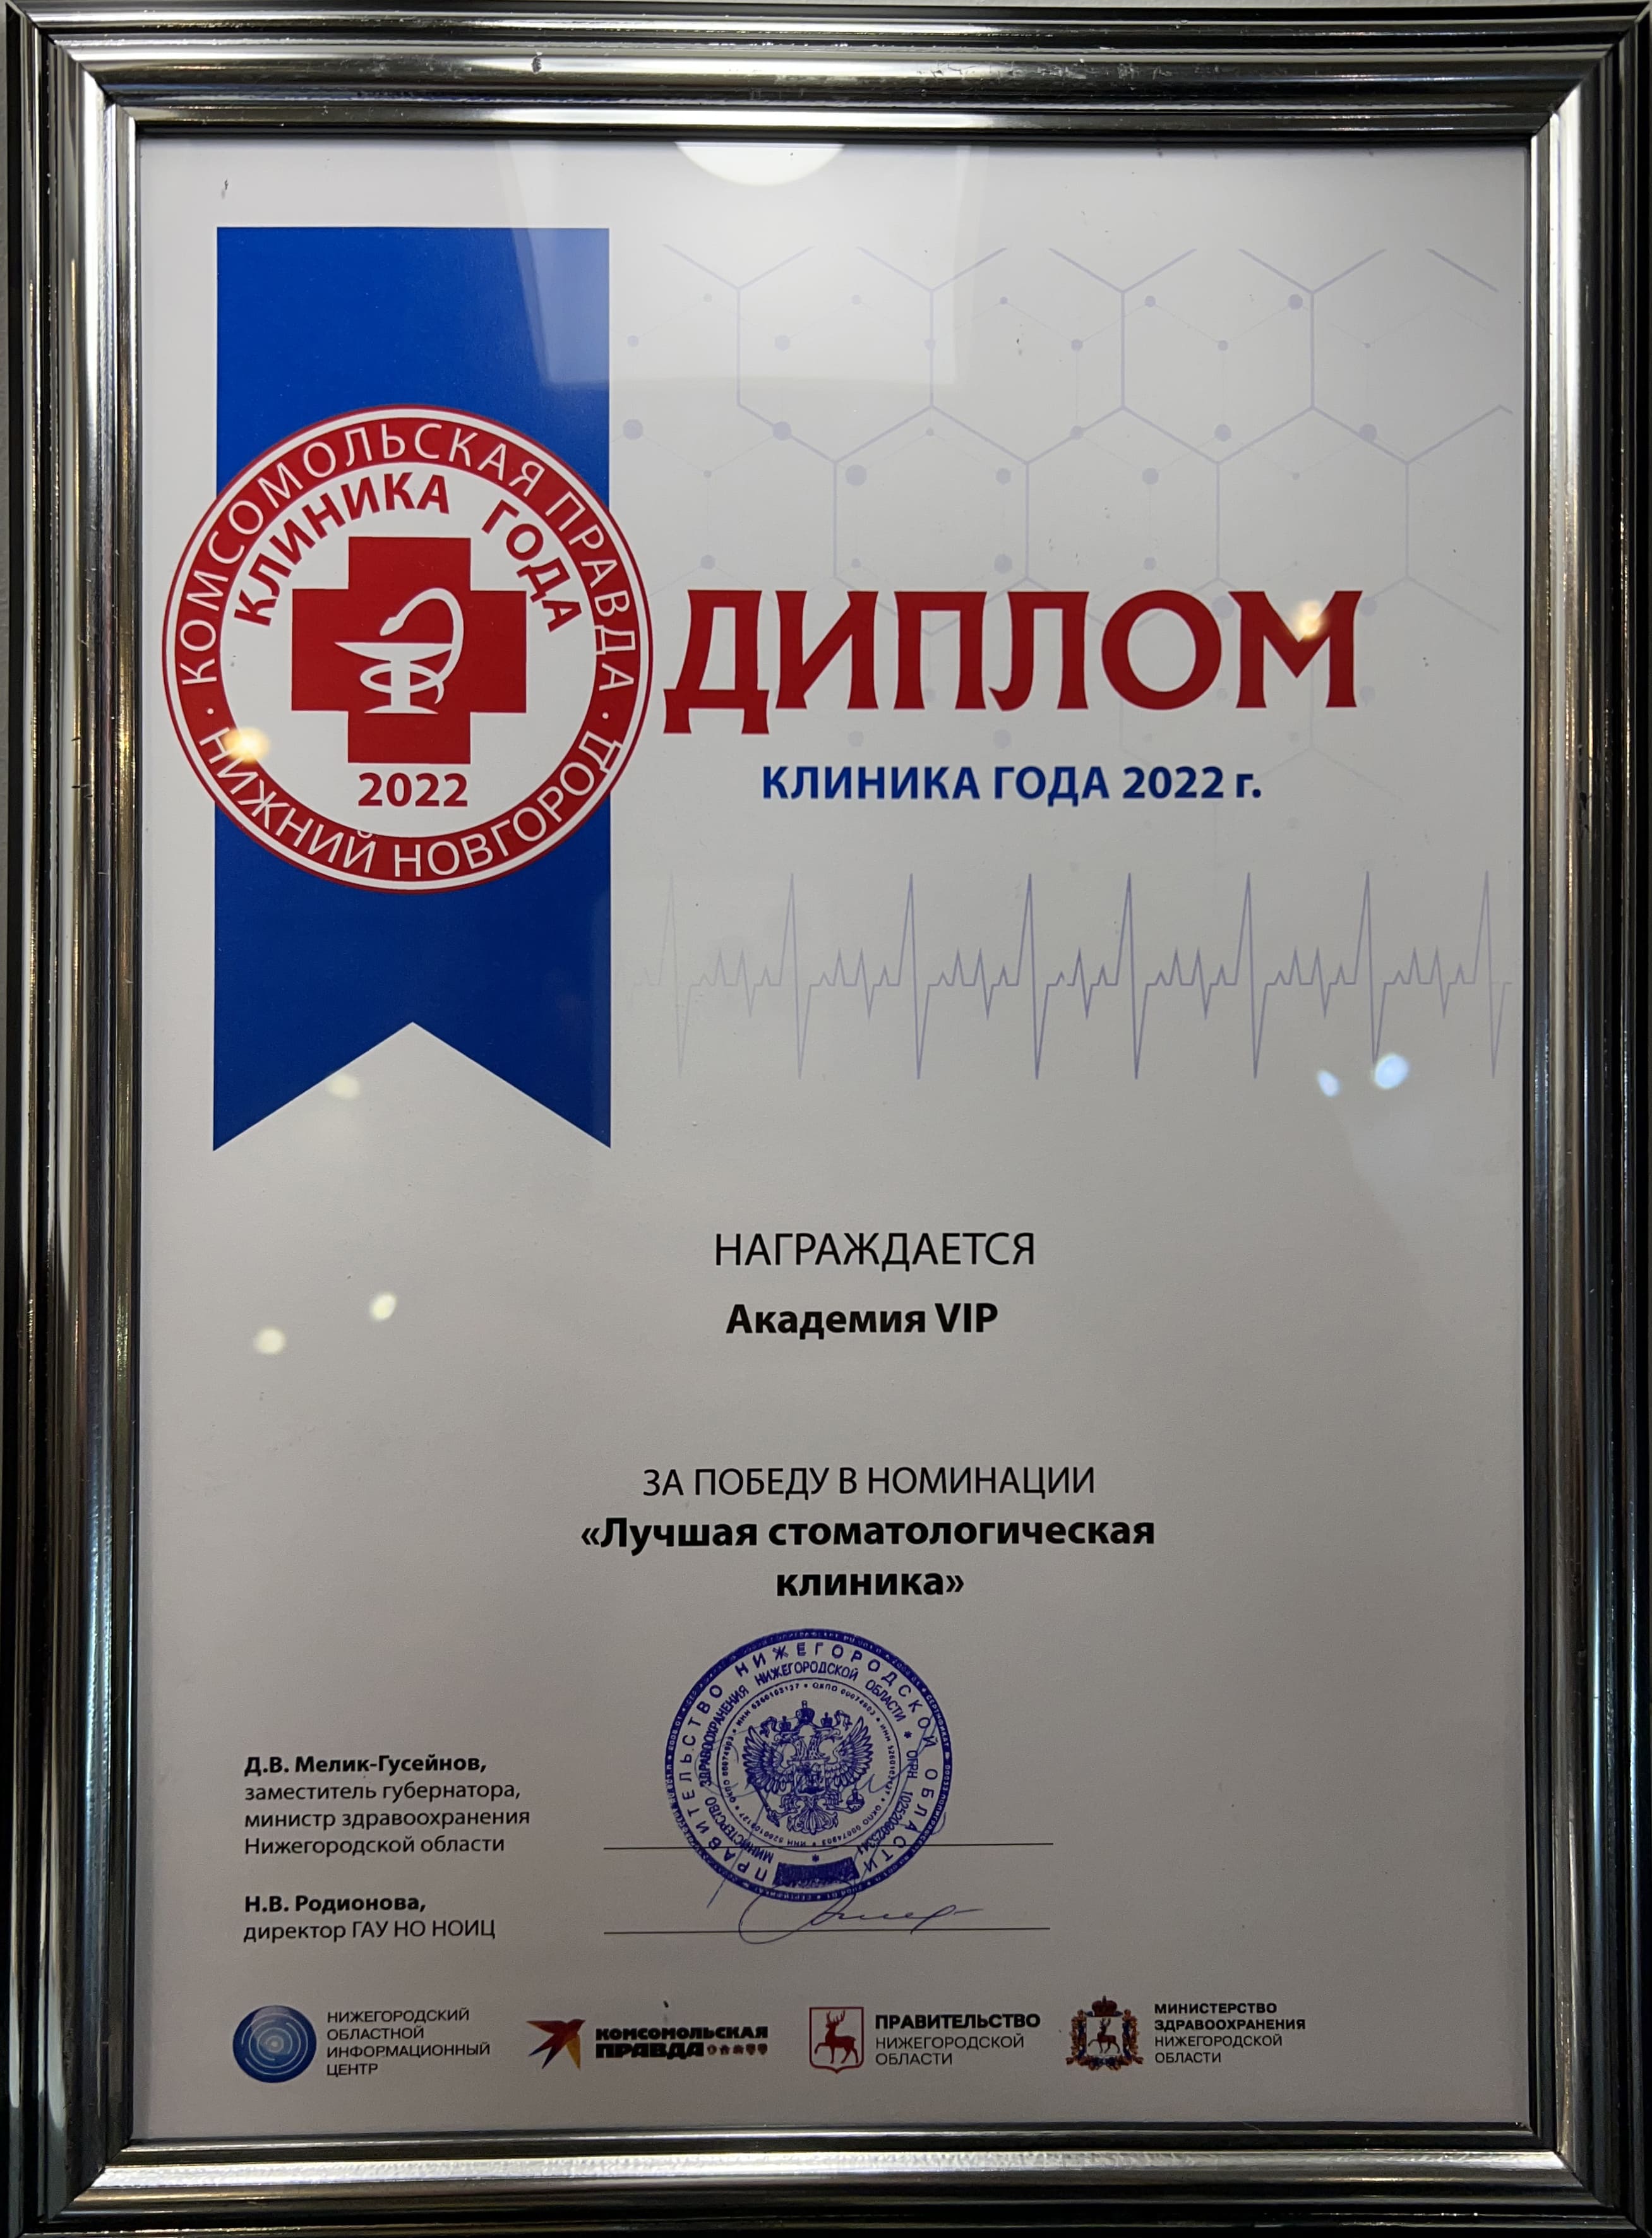 КОМСОМОЛЬСКАЯ ПРАВДА
КЛИНИКА ГОДА
2022
· НИЖНИЙ НОВГОРОД ·
ДИПЛОМ
КЛИНИКА ГОДА 2022 г.
НАГРАЖДАЕТСЯ
Академия VIP
ЗА ПОБЕДУ В НОМИНАЦИИ
«Лучшая стоматологическая
клиника»
ПРАВИТЕЛЬСТВО НИЖЕГОРОДСКОЙ ОБЛАСТИ
МИНИСТЕРСТВО ЗДРАВООХРАНЕНИЯ НИЖЕГОРОДСКОЙ ОБЛАСТИ * ОГРН
Д.В. Мелик-Гусейнов,
заместитель губернатора,
министр здравоохранения
Нижегородской области
Н.В. Родионова,
директор ГАУ НО НОИЦ
НИЖЕГОРОДСКИЙ
ОБЛАСТНОЙ
ИНФОРМАЦИОННЫЙ
ЦЕНТР
КОМСОМОЛЬСКАЯ
ПРАВДА
ПРАВИТЕЛЬСТВО
НИЖЕГОРОДСКОЙ
ОБЛАСТИ
МИНИСТЕРСТВО
ЗДРАВООХРАНЕНИЯ
НИЖЕГОРОДСКОЙ
ОБЛАСТИ